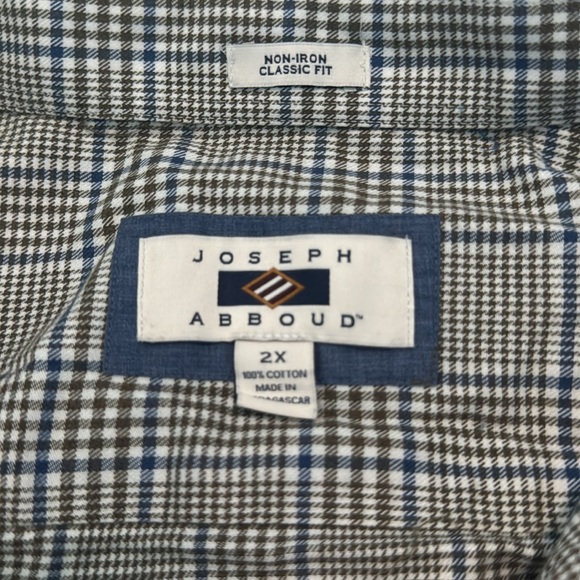 NON-IRON
CLASSIC FIT
JOSEPH
ABBOUD™
2X
100% COTTON
MADE IN